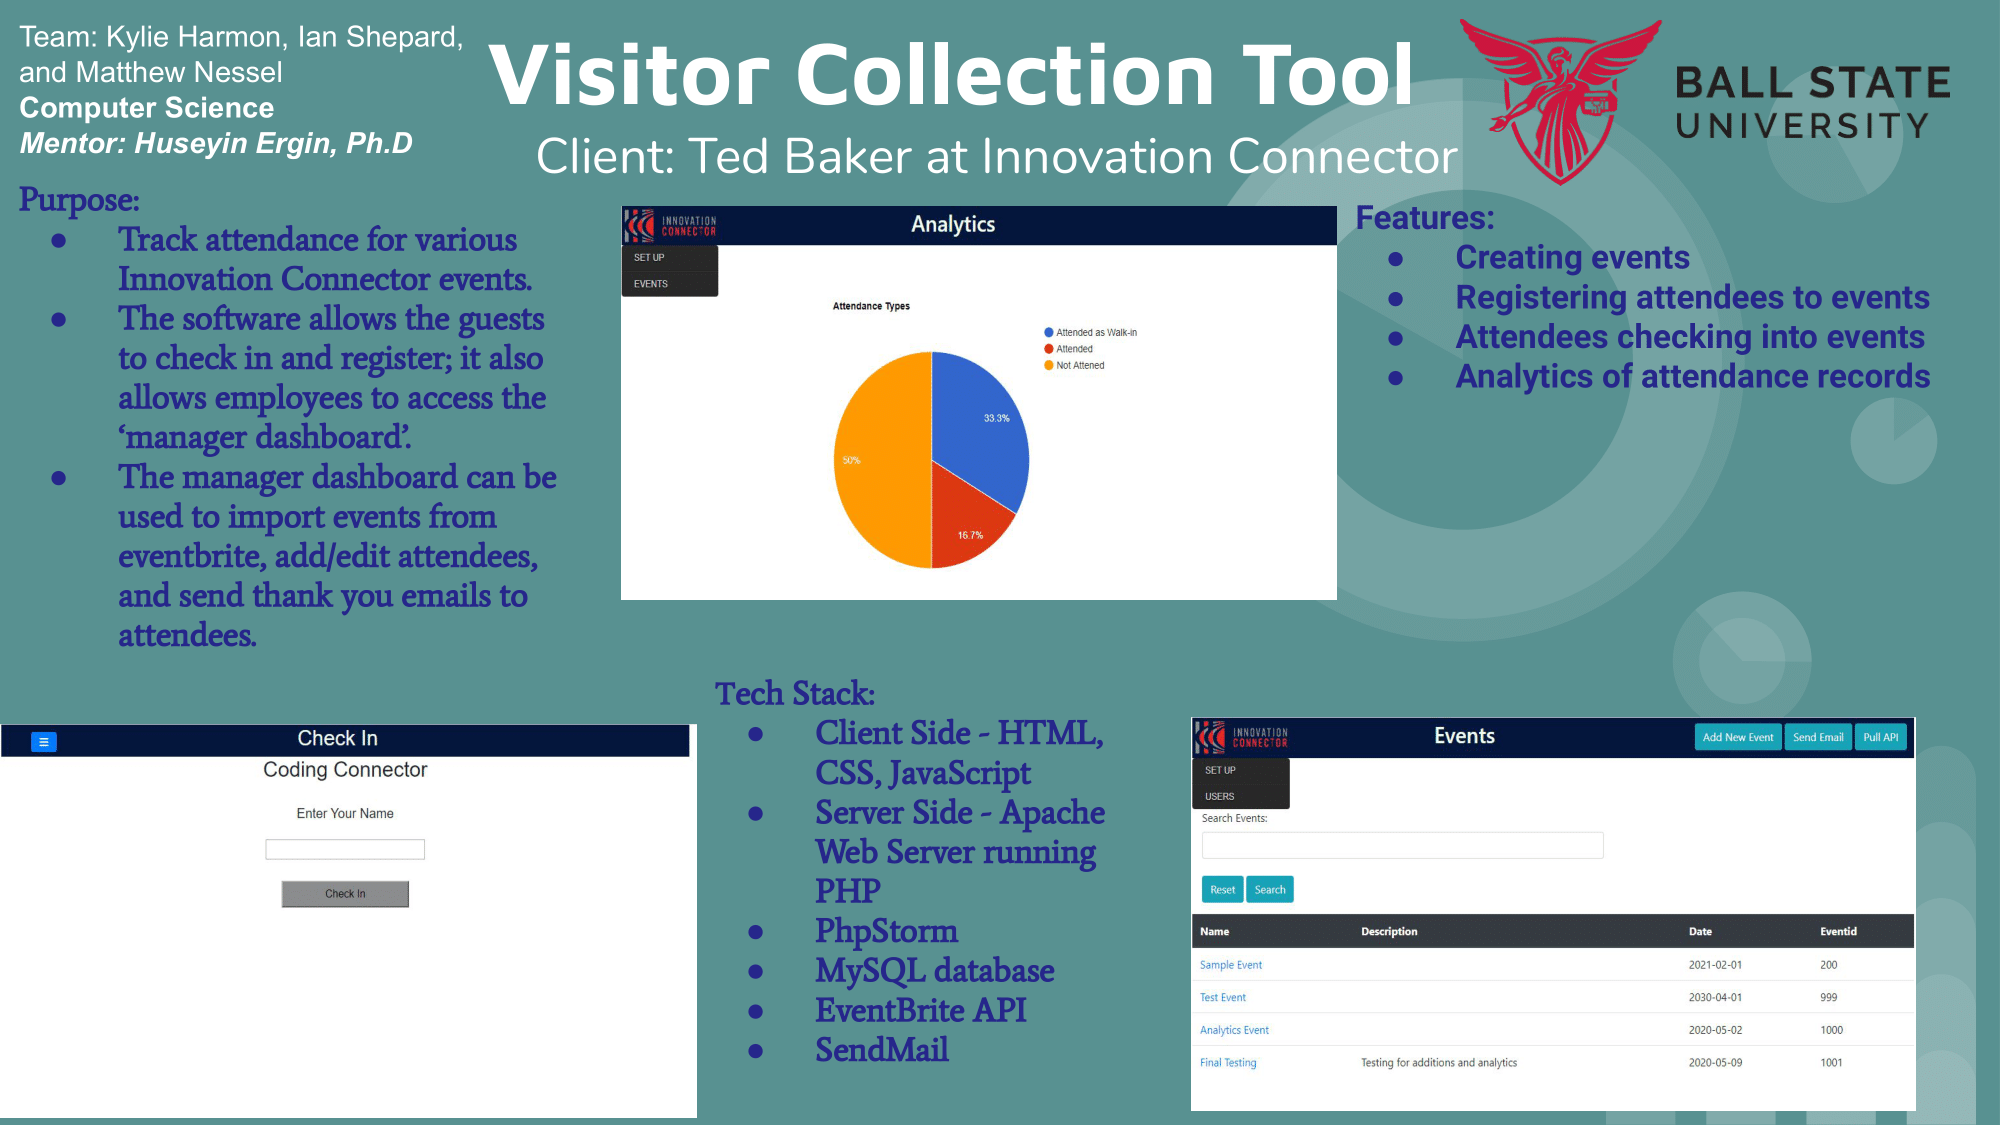 Team: Kylie Harmon, Ian Shepard,
and Matthew Nessel
Computer Science
Mentor: Huseyin Ergin, Ph.D
Visitor Collection Tool
Client: Ted Baker at Innovation Connector
BALL STATE
UNIVERSITY
Purpose:
● Track attendance for various
Innovation Connector events.
● The software allows the guests
to check in and register; it also
allows employees to access the
‘manager dashboard’.
● The manager dashboard can be
used to import events from
eventbrite, add/edit attendees,
and send thank you emails to
attendees.
INNOVATION
CONNECTOR
Analytics
SET UP
EVENTS
Attendance Types
Attended as Walk-in
Attended
Not Attened
33.3%
50%
16.7%
Features:
● Creating events
● Registering attendees to events
● Attendees checking into events
● Analytics of attendance records
Check In
Coding Connector
Enter Your Name
Check In
Tech Stack:
● Client Side - HTML,
CSS, JavaScript
● Server Side - Apache
Web Server running
PHP
● PhpStorm
● MySQL database
● EventBrite API
● SendMail
INNOVATION
CONNECTOR
Events
Add New Event Send Email Pull API
SET UP
USERS
Search Events:
Reset Search
Name Description Date Eventid
Sample Event 2021-02-01 200
Test Event 2030-04-01 999
Analytics Event 2020-05-02 1000
Final Testing Testing for additions and analytics 2020-05-09 1001